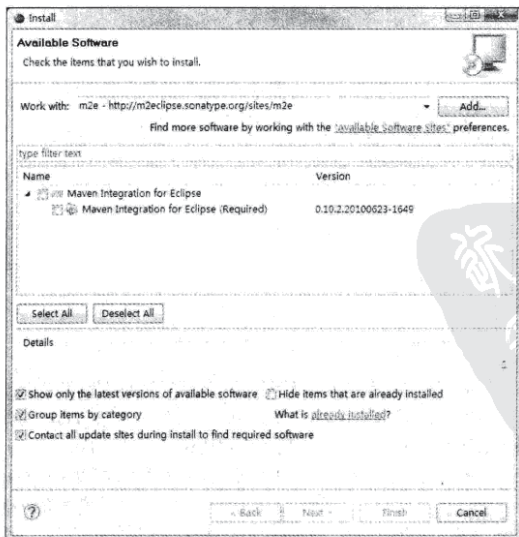 Install
Available Software
Check the items that you wish to install.
Work with: m2e - http://m2eclipse.sonatype.org/sites/m2e Add...
Find more software by working with the "Available Software Sites" preferences.
type filter text
Name Version
Maven Integration for Eclipse
Maven Integration for Eclipse (Required) 0.10.2.20100623-1649
Select All Deselect All
Details
Show only the latest versions of available software Hide items that are already installed
Group items by category What is already installed?
Contact all update sites during install to find required software
< Back Next > Finish Cancel